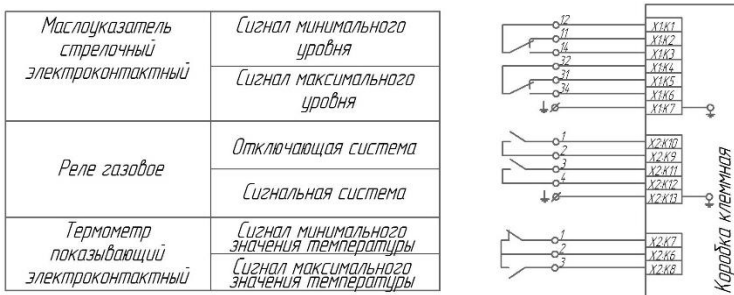 Маслоуказатель
стрелочный
электроконтактный
Сигнал минимального
уровня
Сигнал максимального
уровня
Реле газовое
Отключающая система
Сигнальная система
Термометр
показывающий
электроконтактный
Сигнал минимального
значения температуры
Сигнал максимального
значения температуры
12 X1:K1
11 X1:K2
14 X1:K3
32 X1:K4
31 X1:K5
34 X1:K6
X1:K7
1 X2:K10
2 X2:K9
3 X2:K11
4 X2:K12
X2:K13
1 X2:K7
2 X2:K6
3 X2:K8
Коробка клеммная